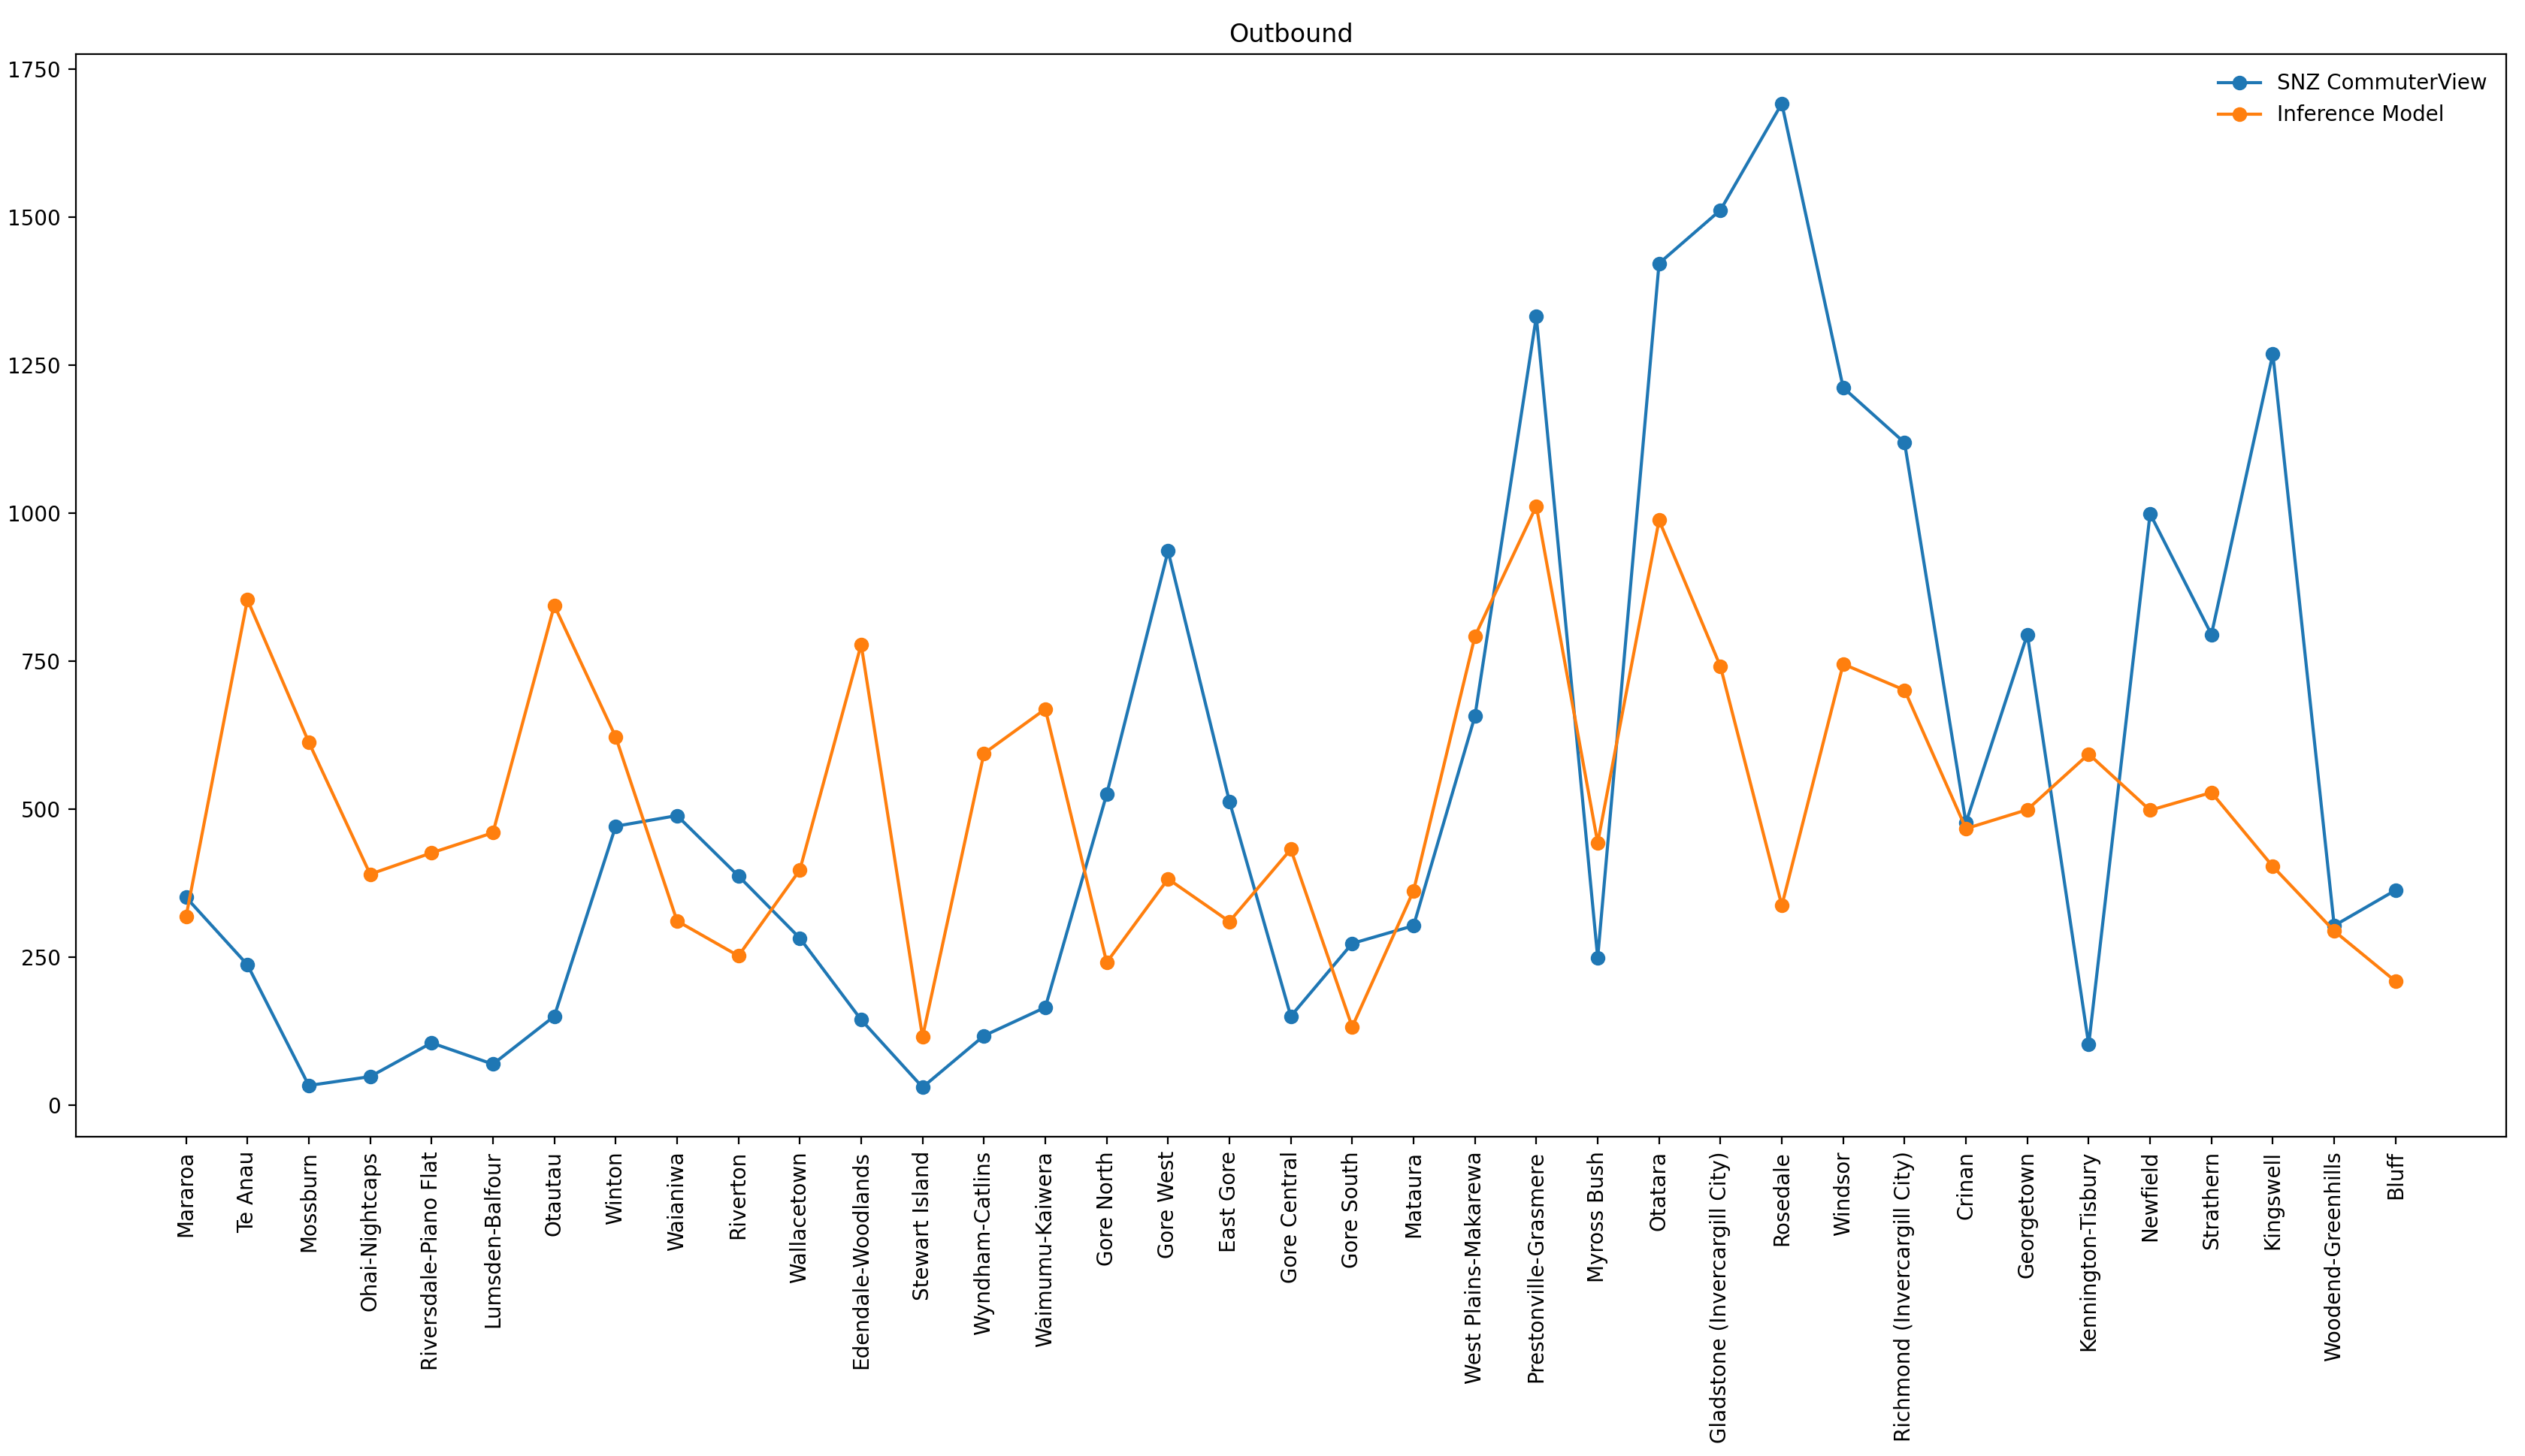 Outbound
1750
1500
1250
1000
750
500
250
0
SNZ CommuterView
Inference Model
Mararoa
Te Anau
Mossburn
Ohai-Nightcaps
Riversdale-Piano Flat
Lumsden-Balfour
Otautau
Winton
Waianiwa
Riverton
Wallacetown
Edendale-Woodlands
Stewart Island
Wyndham-Catlins
Waimumu-Kaiwera
Gore North
Gore West
East Gore
Gore Central
Gore South
Mataura
West Plains-Makarewa
Prestonville-Grasmere
Myross Bush
Otatara
Gladstone (Invercargill City)
Rosedale
Windsor
Richmond (Invercargill City)
Crinan
Georgetown
Kennington-Tisbury
Newfield
Strathern
Kingswell
Woodend-Greenhills
Bluff